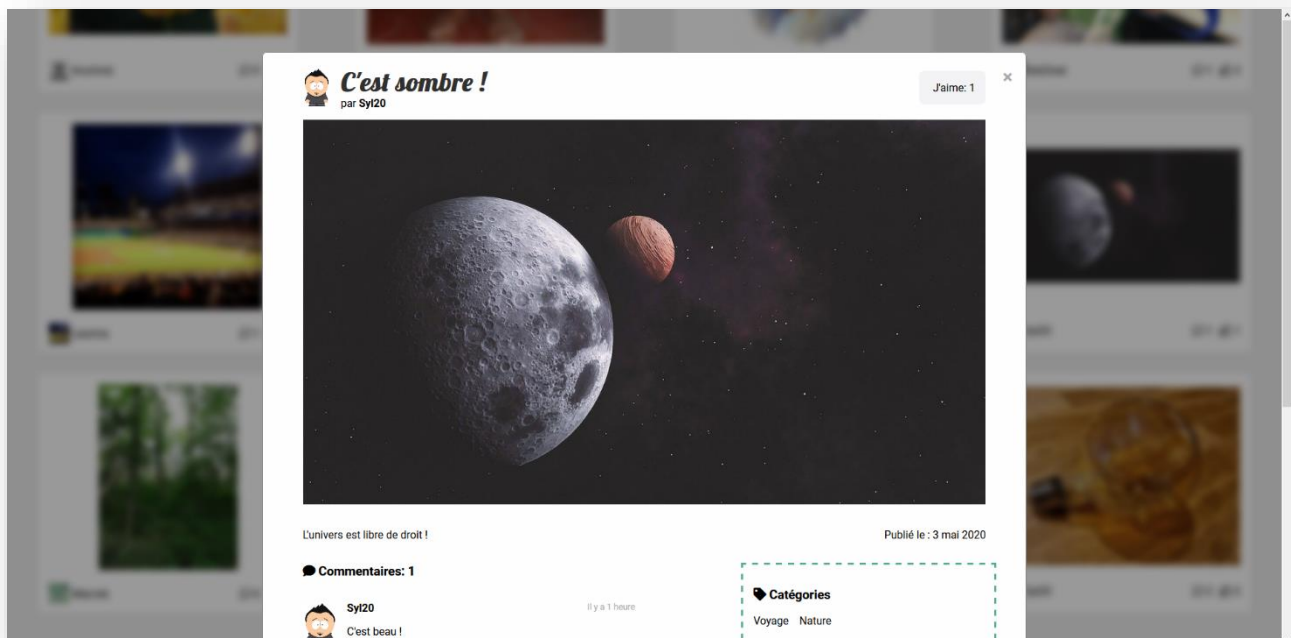 C'est sombre !
par Syl20
J'aime: 1
×
L'univers est libre de droit !
Publié le : 3 mai 2020
Commentaires: 1
Syl20
Il y a 1 heure
C'est beau !
Catégories
Voyage Nature